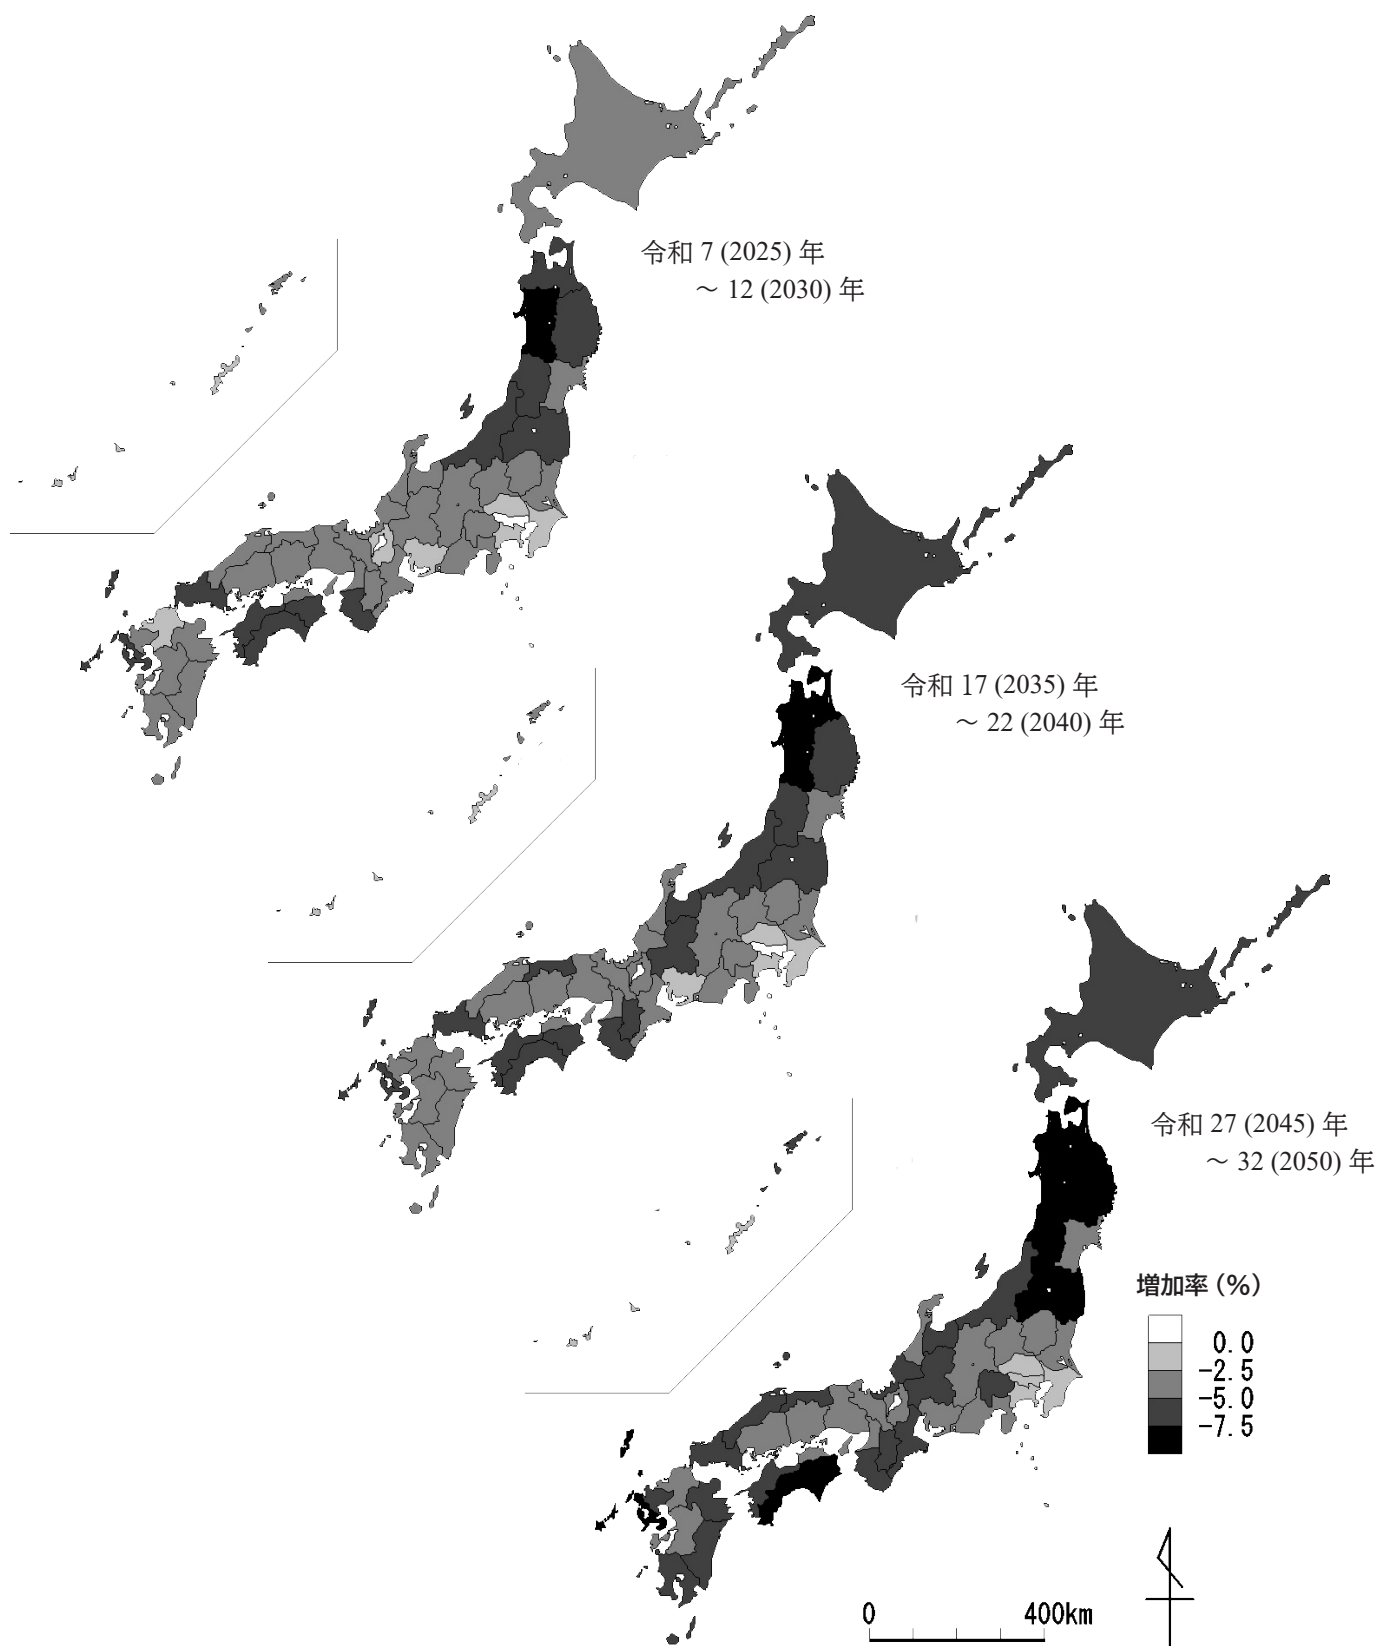 令和 7 (2025) 年
～ 12 (2030) 年
令和 17 (2035) 年
～ 22 (2040) 年
令和 27 (2045) 年
～ 32 (2050) 年
増加率 (%)
0.0
-2.5
-5.0
-7.5
0 400km